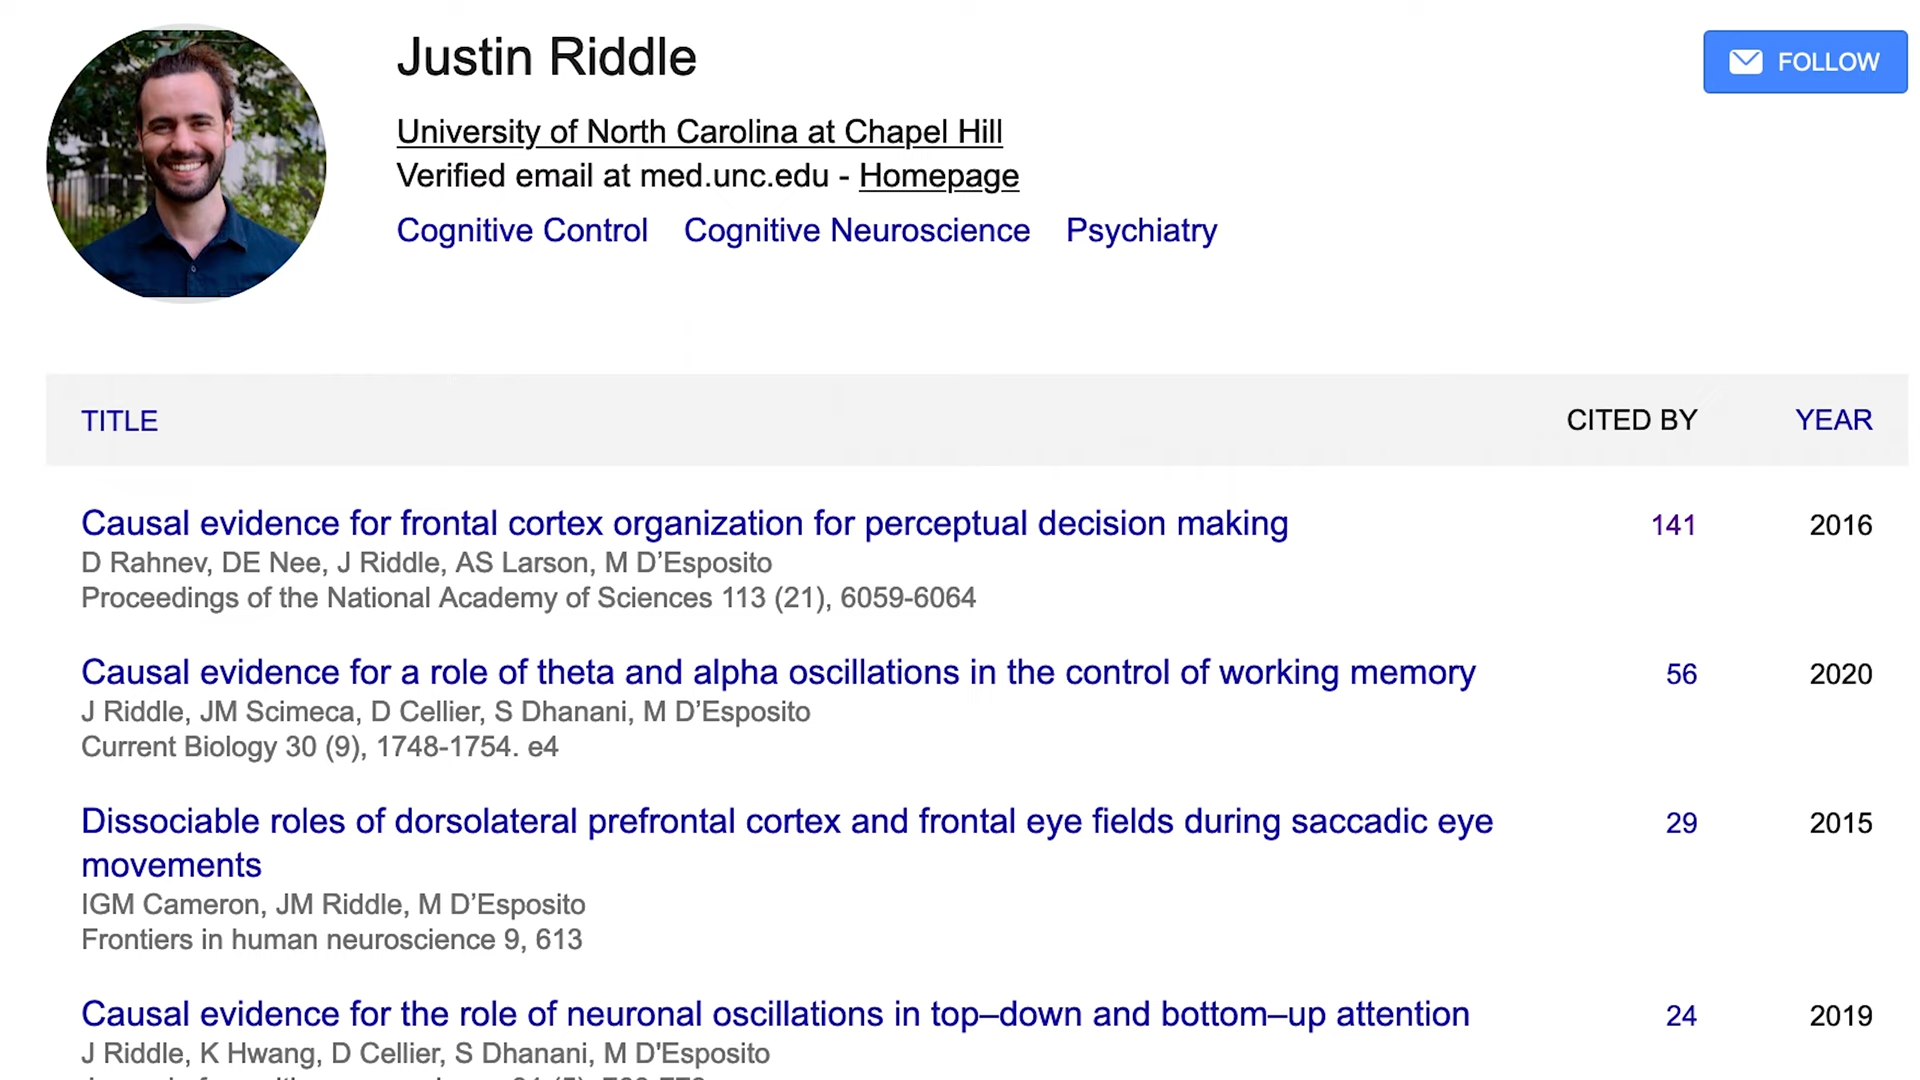 Justin Riddle
FOLLOW
University of North Carolina at Chapel Hill
Verified email at med.unc.edu - Homepage
Cognitive Control Cognitive Neuroscience Psychiatry
TITLE CITED BY YEAR
Causal evidence for frontal cortex organization for perceptual decision making 141 2016
D Rahnev, DE Nee, J Riddle, AS Larson, M D’Esposito
Proceedings of the National Academy of Sciences 113 (21), 6059-6064
Causal evidence for a role of theta and alpha oscillations in the control of working memory 56 2020
J Riddle, JM Scimeca, D Cellier, S Dhanani, M D’Esposito
Current Biology 30 (9), 1748-1754. e4
Dissociable roles of dorsolateral prefrontal cortex and frontal eye fields during saccadic eye 29 2015
movements
IGM Cameron, JM Riddle, M D’Esposito
Frontiers in human neuroscience 9, 613
Causal evidence for the role of neuronal oscillations in top–down and bottom–up attention 24 2019
J Riddle, K Hwang, D Cellier, S Dhanani, M D'Esposito